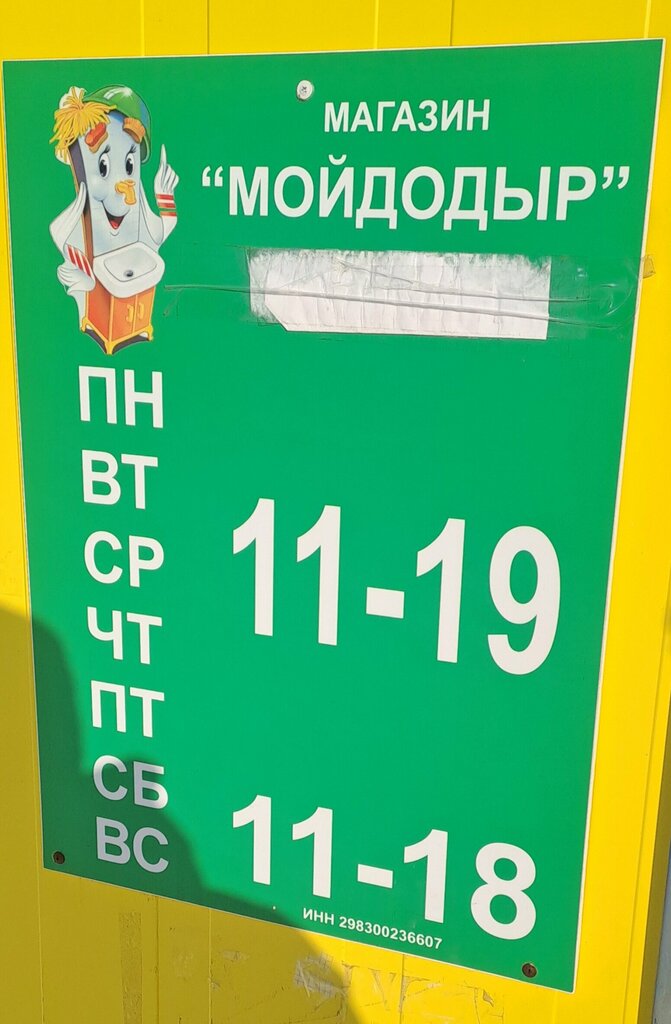 МАГАЗИН
“МОЙДОДЫР”
ПН
ВТ
СР
11-19
ЧТ
ПТ
СБ
ВС
11-18
ИНН 298300236607